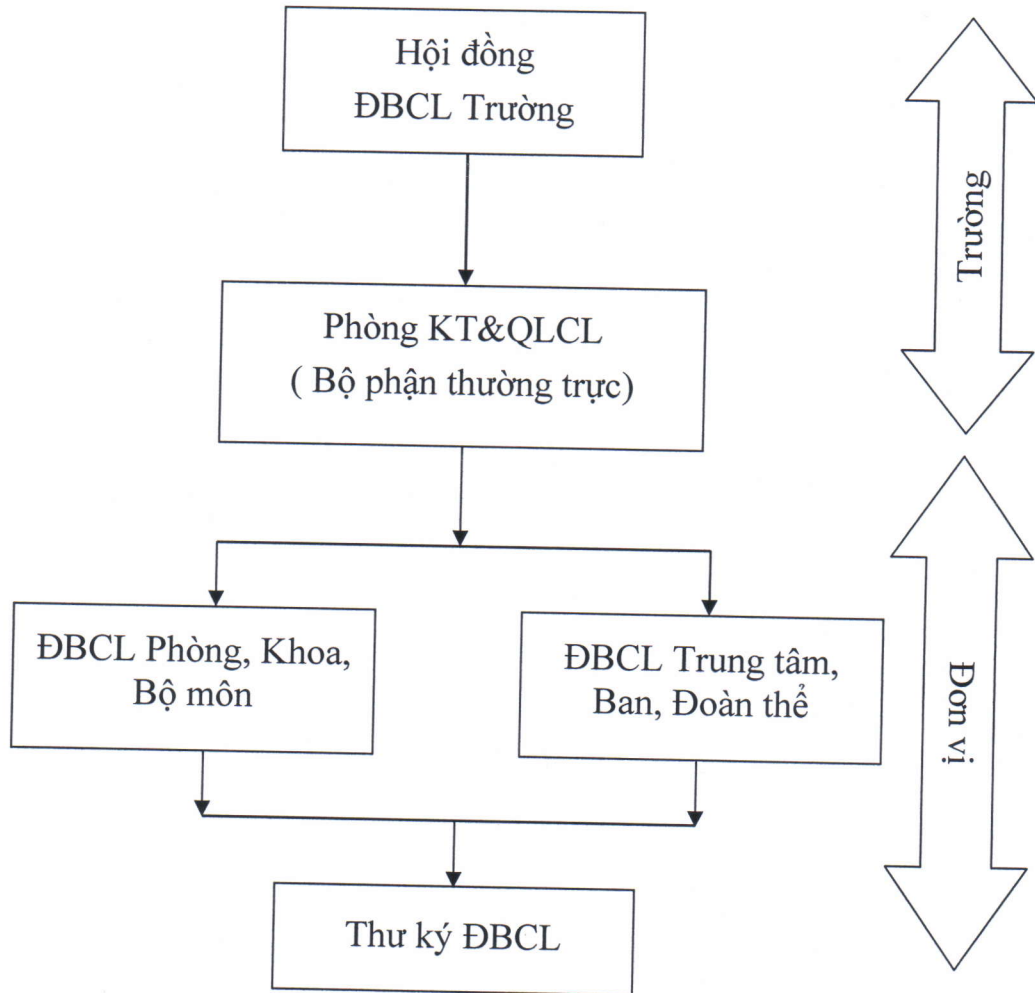 Hội đồng
ĐBCL Trường
Trường
Phòng KT&QLCL
( Bộ phận thường trực)
ĐBCL Phòng, Khoa,
Bộ môn
ĐBCL Trung tâm,
Ban, Đoàn thể
Đơn vị
Thư ký ĐBCL